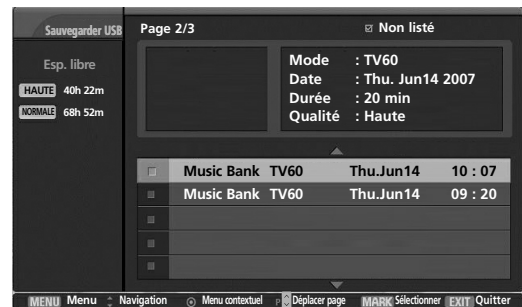 Sauvegarder USB
Page 2/3
Non listé
Esp. libre
HAUTE 40h 22m
NORMALE 68h 52m
Mode : TV60
Date : Thu. Jun14 2007
Durée : 20 min
Qualité : Haute
Music Bank TV60 Thu.Jun14 10 : 07
Music Bank TV60 Thu.Jun14 09 : 20
MENU Menu Navigation Menu contextuel P Déplacer page MARK Sélectionner EXIT Quitter